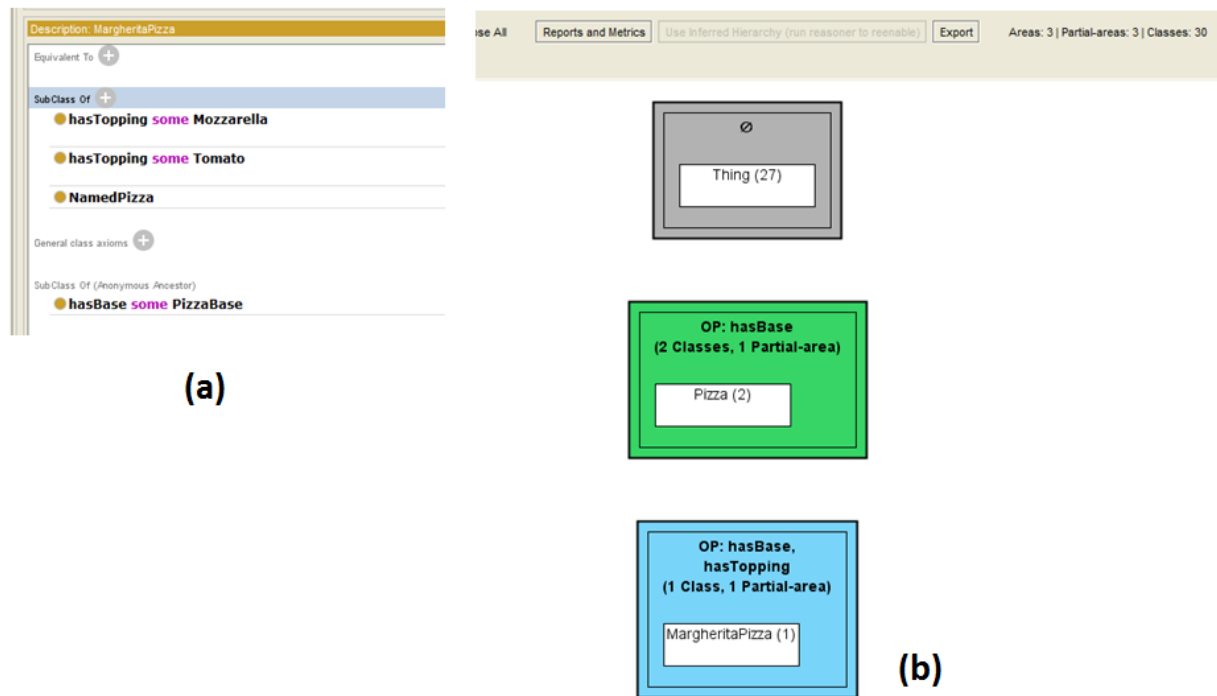 Description: MargheritaPizza
Equivalent To
SubClass Of
hasTopping some Mozzarella
hasTopping some Tomato
NamedPizza
General class axioms
SubClass Of (Anonymous Ancestor)
hasBase some PizzaBase
(a)
ose All
Reports and Metrics
Use Inferred Hierarchy (run reasoner to reenable)
Export
Areas: 3 | Partial-areas: 3 | Classes: 30
∅
Thing (27)
OP: hasBase
(2 Classes, 1 Partial-area)
Pizza (2)
OP: hasBase,
hasTopping
(1 Class, 1 Partial-area)
MargheritaPizza (1)
(b)